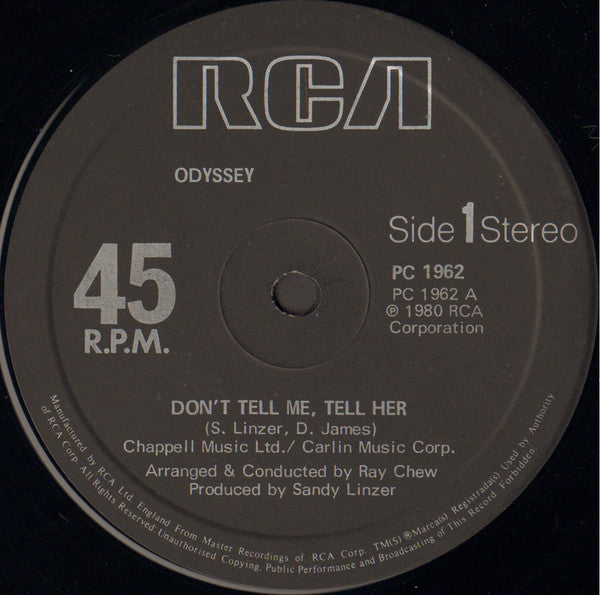 RCA
ODYSSEY
Side 1 Stereo
45
R.P.M.
PC 1962
PC 1962 A
℗ 1980 RCA
Corporation
DON'T TELL ME, TELL HER
(S. Linzer, D. James)
Chappell Music Ltd./ Carlin Music Corp.
Arranged & Conducted by Ray Chew
Produced by Sandy Linzer
Manufactured by RCA Ltd. England From Master Recordings of RCA Corp. TM(S)®Marca(s) Registrada(s) Used by Authority
of RCA Corp. All Rights Reserved-Unauthorised Copying, Public Performance and Broadcasting of This Record Forbidden.